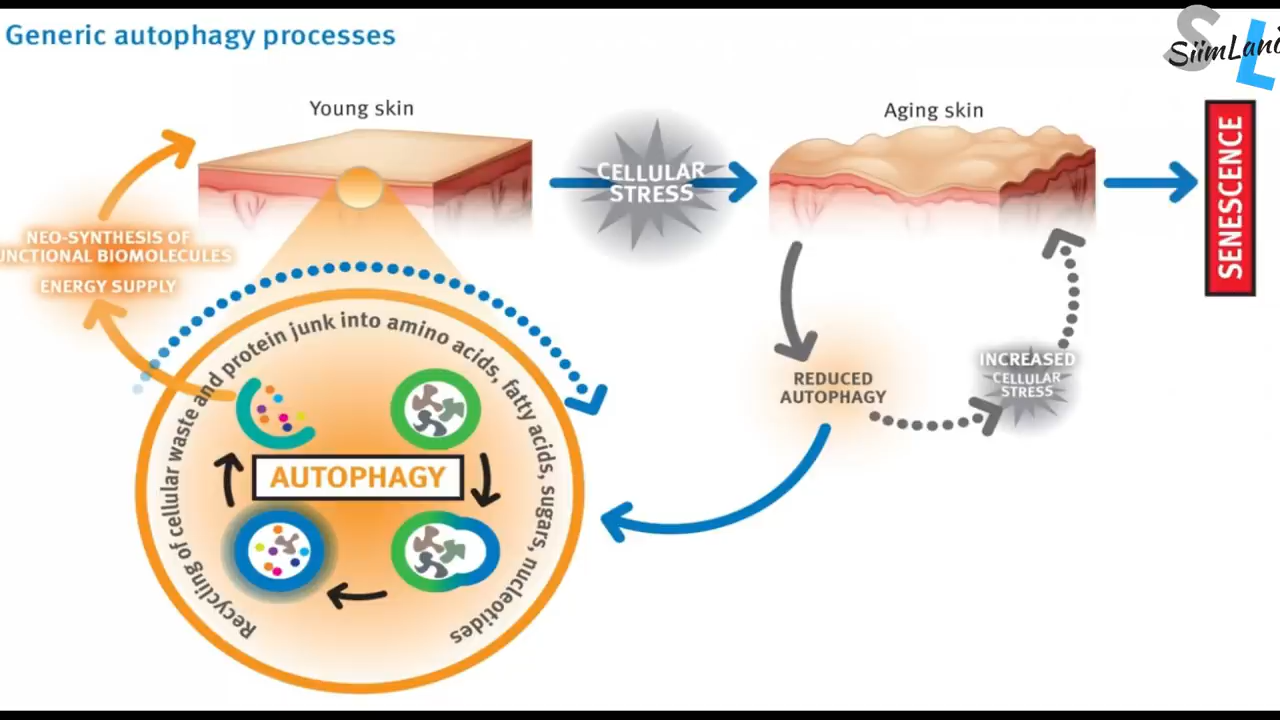 Generic autophagy processes
S L
SiimLand
Young skin
Aging skin
CELLULAR
STRESS
SENESCENCE
NEO-SYNTHESIS OF
UNCTIONAL BIOMOLECULES
ENERGY SUPPLY
Recycling of cellular waste and protein junk into amino acids, fatty acids, sugars, nucleotides
AUTOPHAGY
REDUCED
AUTOPHAGY
INCREASED
CELLULAR
STRESS